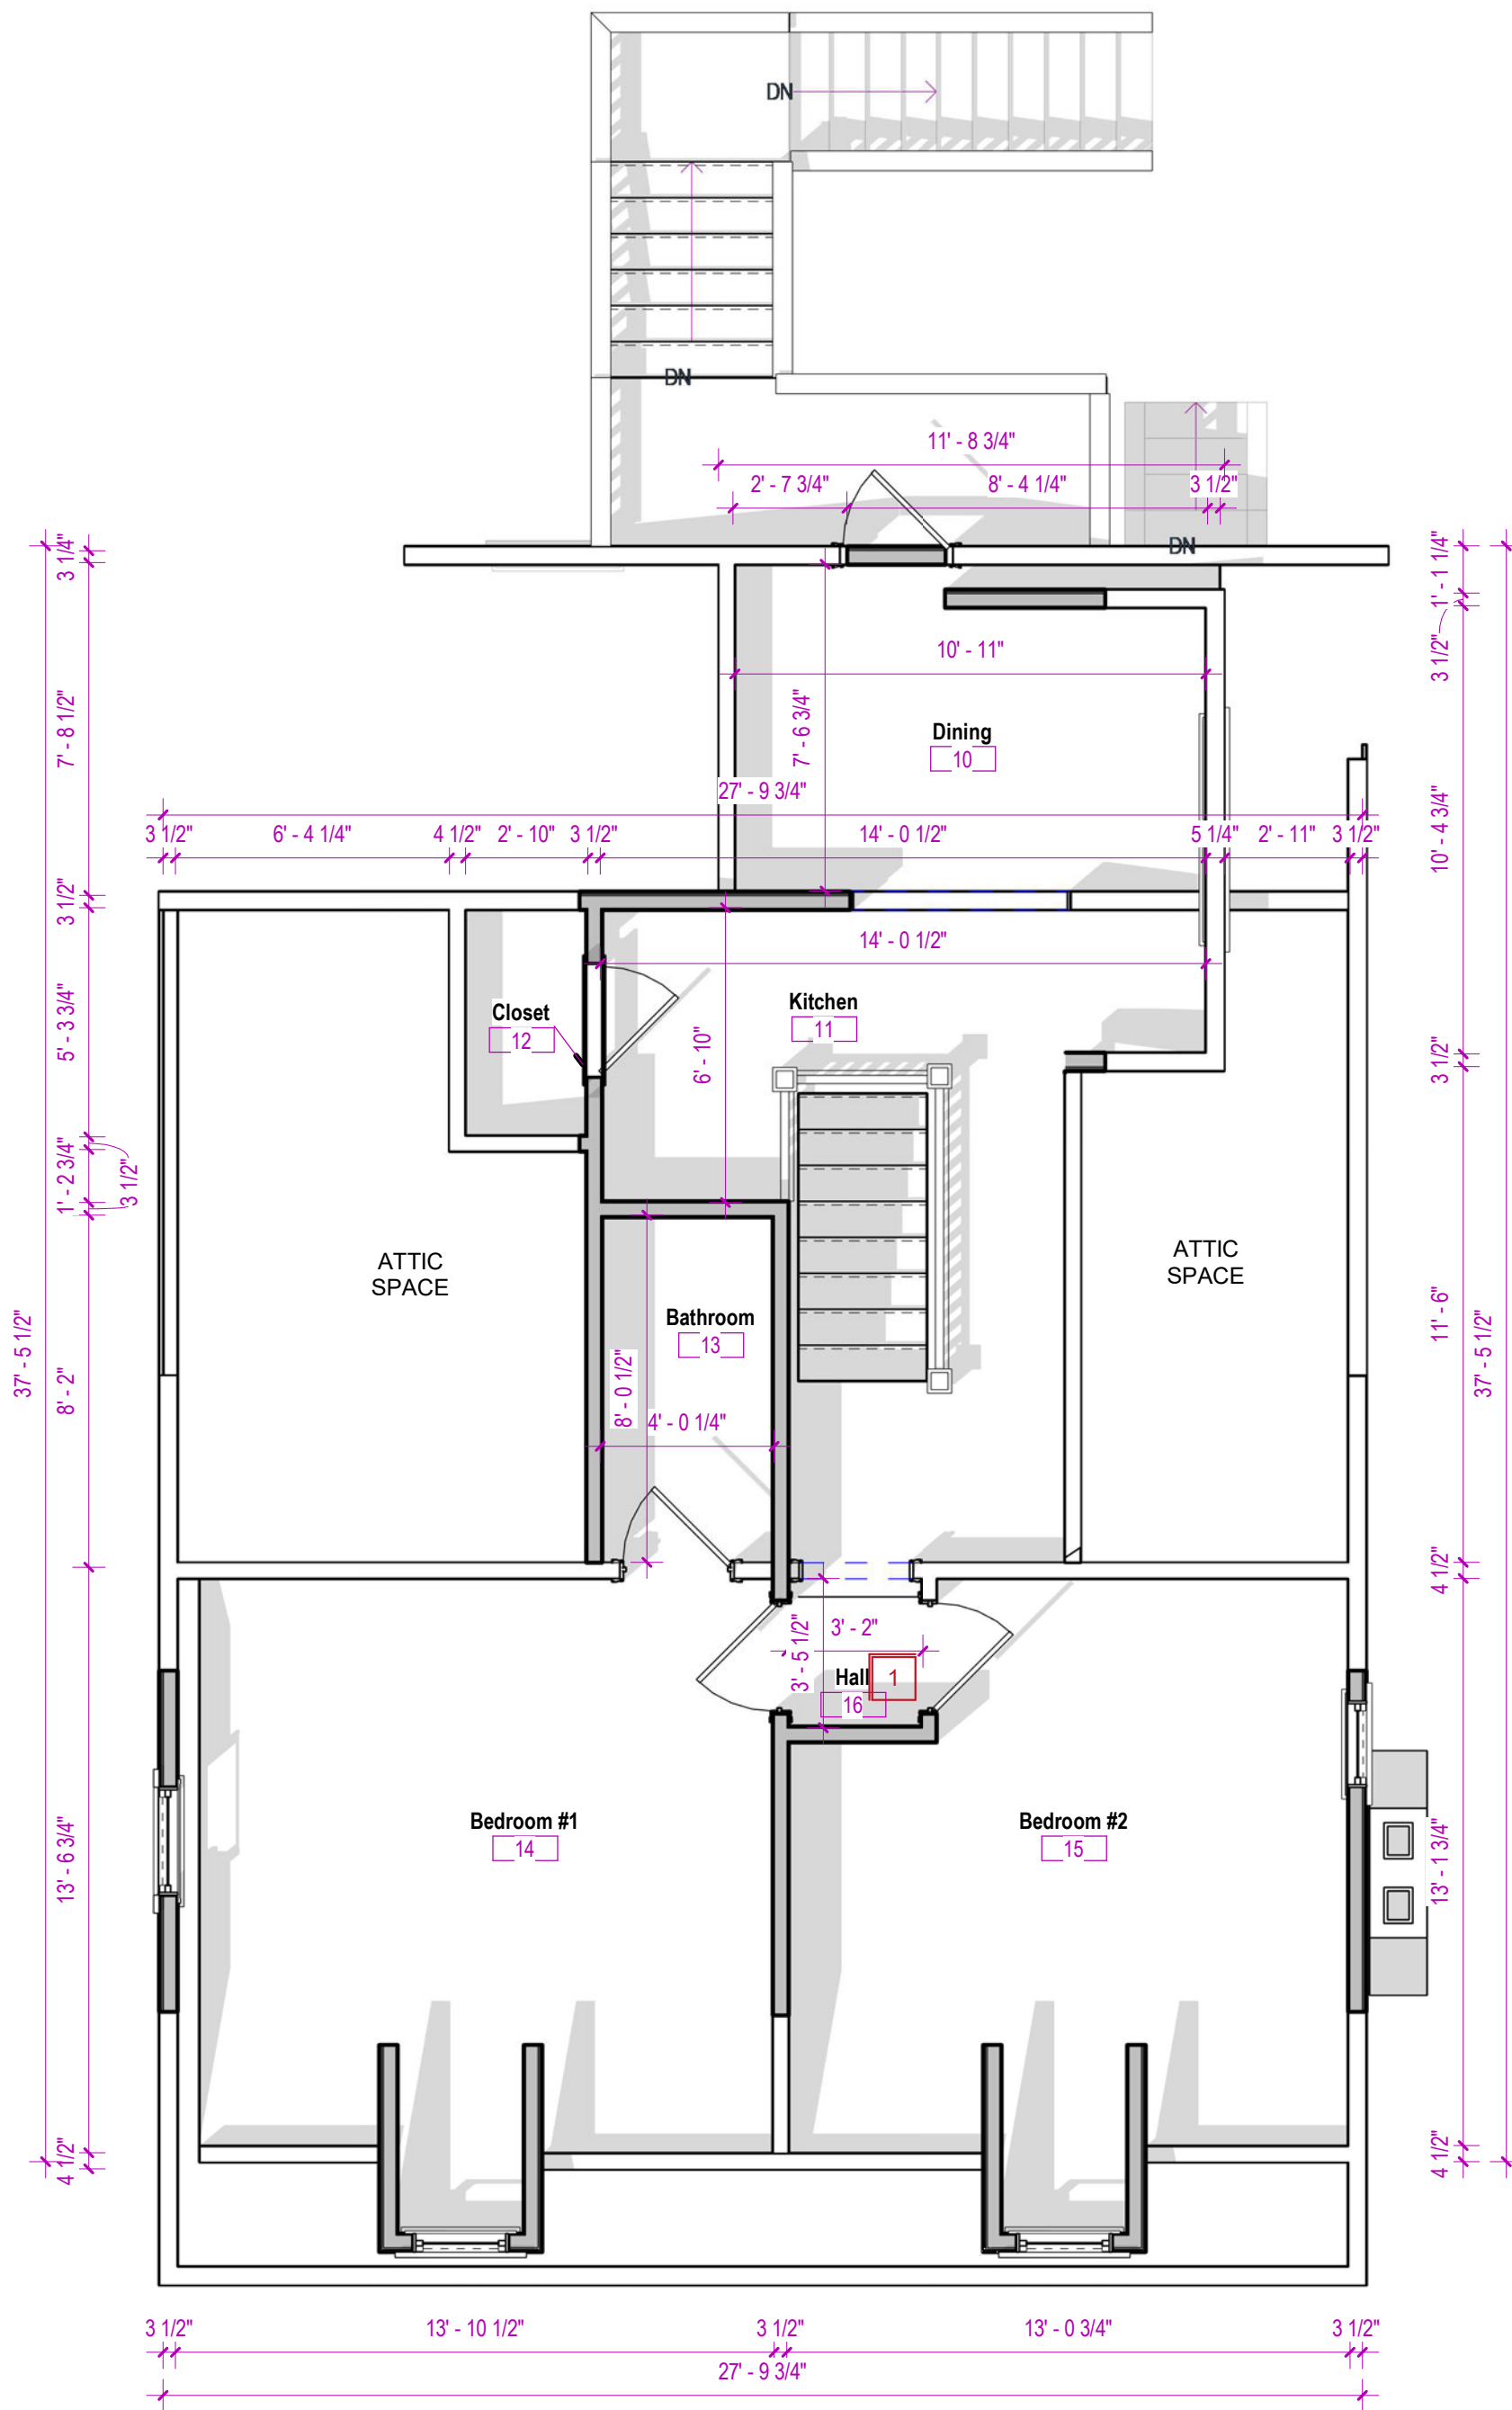 DN
DN
11' - 8 3/4"
2' - 7 3/4"
8' - 4 1/4"
3 1/2"
DN
3 1/4"
1' - 1 1/4"
3 1/2"
10' - 11"
7' - 8 1/2"
7' - 6 3/4"
Dining
10
27' - 9 3/4"
3 1/2"
6' - 4 1/4"
4 1/2"
2' - 10"
3 1/2"
14' - 0 1/2"
5 1/4"
2' - 11"
3 1/2"
10' - 4 3/4"
3 1/2"
14' - 0 1/2"
Closet
12
Kitchen
11
5' - 3 3/4"
6' - 10"
3 1/2"
1' - 2 3/4"
3 1/2"
ATTIC
SPACE
ATTIC
SPACE
Bathroom
13
37' - 5 1/2"
8' - 2"
8' - 0 1/2"
4' - 0 1/4"
11' - 6"
37' - 5 1/2"
4 1/2"
3' - 2"
3' - 5 1/2"
Hall
1
16
Bedroom #1
14
Bedroom #2
15
13' - 6 3/4"
13' - 1 3/4"
4 1/2"
4 1/2"
3 1/2"
13' - 10 1/2"
3 1/2"
13' - 0 3/4"
3 1/2"
27' - 9 3/4"